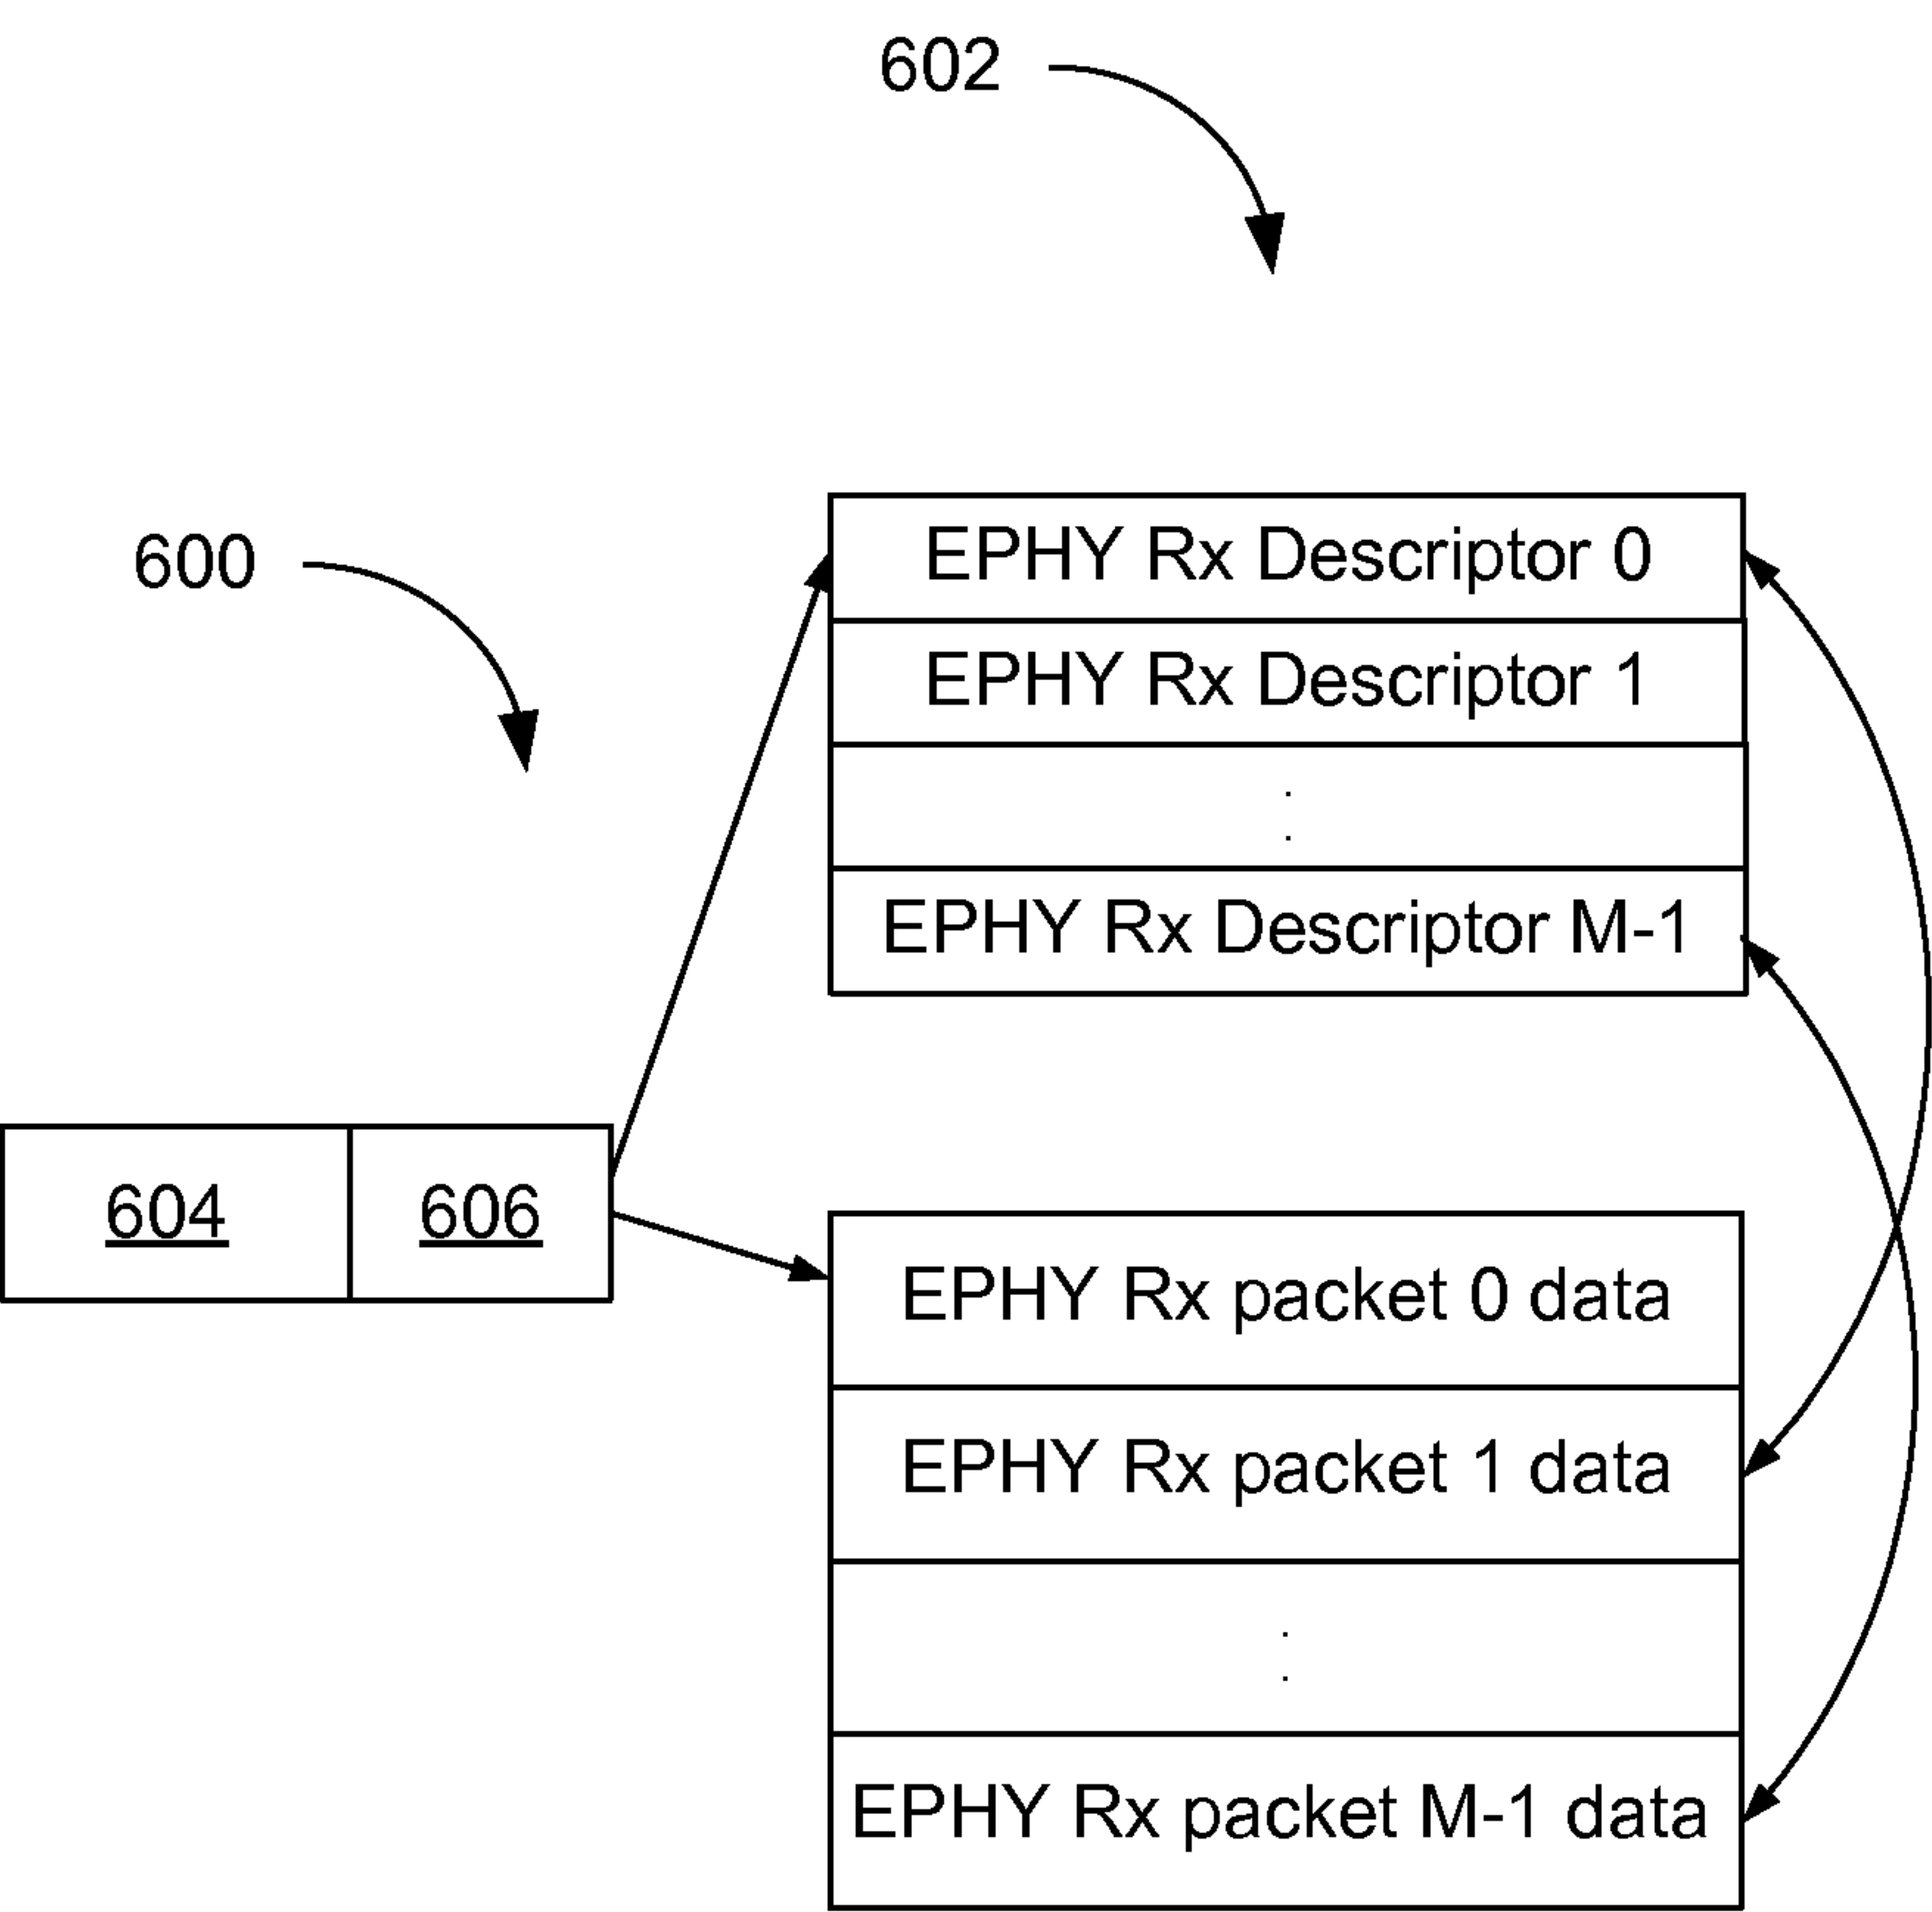 602
600
EPHY Rx Descriptor 0
EPHY Rx Descriptor 1
:
EPHY Rx Descriptor M-1
604 606
EPHY Rx packet 0 data
EPHY Rx packet 1 data
:
EPHY Rx packet M-1 data